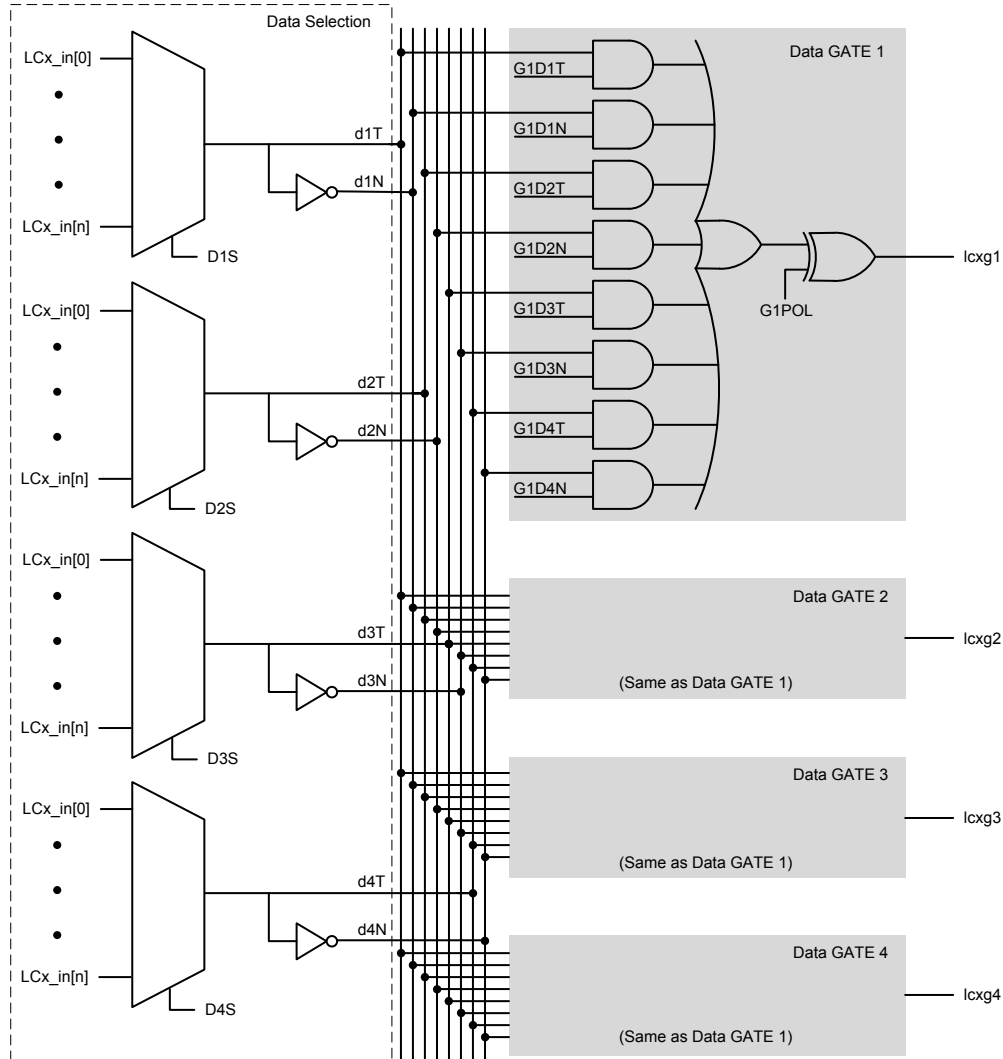 Data Selection
LCx_in[0]
LCx_in[n]
D1S
d1T
d1N
LCx_in[0]
LCx_in[n]
D2S
d2T
d2N
LCx_in[0]
LCx_in[n]
D3S
d3T
d3N
LCx_in[0]
LCx_in[n]
D4S
d4T
d4N
Data GATE 1
G1D1T
G1D1N
G1D2T
G1D2N
G1D3T
G1D3N
G1D4T
G1D4N
G1POL
lcxg1
Data GATE 2
(Same as Data GATE 1)
lcxg2
Data GATE 3
(Same as Data GATE 1)
lcxg3
Data GATE 4
(Same as Data GATE 1)
lcxg4